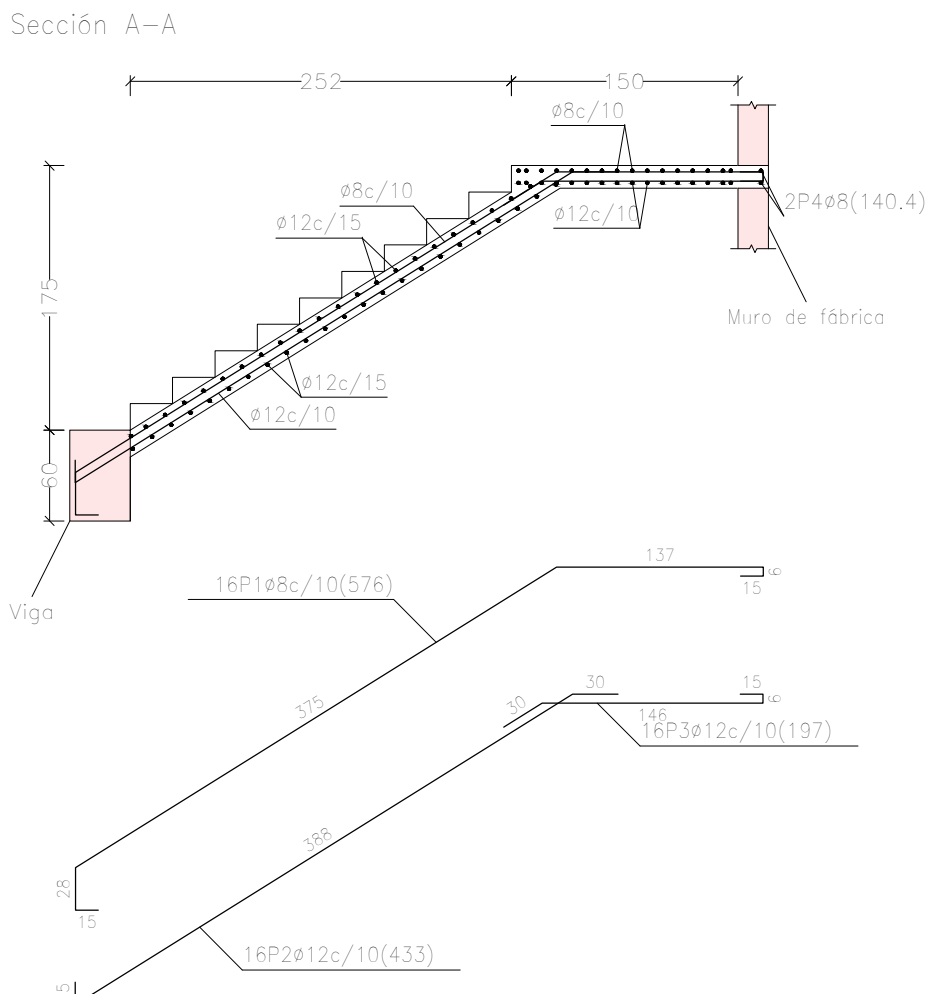 Sección A-A
252
150
ø8c/10
ø8c/10
2P4ø8(140.4)
ø12c/10
ø12c/15
175
Muro de fábrica
ø12c/15
ø12c/10
60
Viga
137
16P1ø8c/10(576)
15
6
375
30
15
6
30
146
16P3ø12c/10(197)
388
28
15
16P2ø12c/10(433)
5